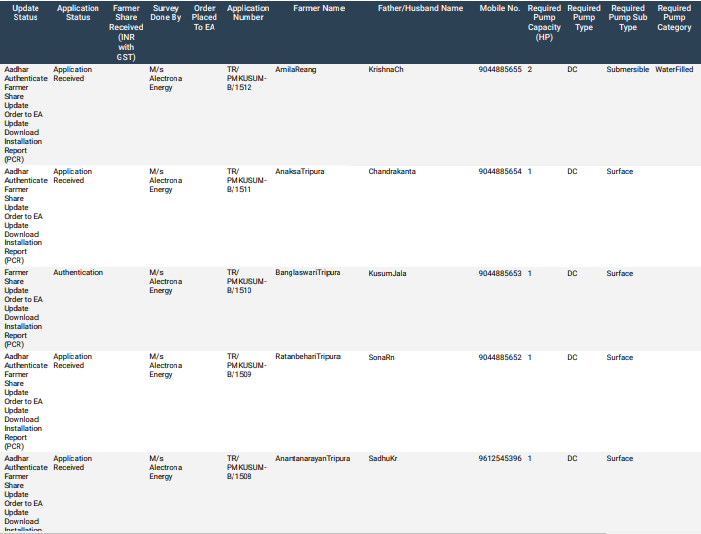 Update Status	Application Status	Farmer Share Received (INR with GST)	Survey Done By	Order Placed To EA	Application Number	Farmer Name	Father/Husband Name	Mobile No.	Required Pump Capacity (HP)	Required Pump Type	Required Pump Sub Type	Required Pump Category
Aadhar Application M/s TR/ AmilaReang KrishnaCh 9044885655 2 DC Submersible WaterFilled
Authenticate Received Alectrona PMKUSUM-
Farmer Energy B/1512
Share
Update
Order to EA
Update
Download
Installation
Report
(PCR)
Aadhar Application M/s TR/ AnaksaTripura Chandrakanta 9044885654 1 DC Surface
Authenticate Received Alectrona PMKUSUM-
Farmer Energy B/1511
Share
Update
Order to EA
Update
Download
Installation
Report
(PCR)
Farmer Authentication M/s TR/ BanglaswariTripura KusumJala 9044885653 1 DC Surface
Share Alectrona PMKUSUM-
Update Energy B/1510
Order to EA
Update
Download
Installation
Report
(PCR)
Aadhar Application M/s TR/ RatanbehariTripura SonaRn 9044885652 1 DC Surface
Authenticate Received Alectrona PMKUSUM-
Farmer Energy B/1509
Share
Update
Order to EA
Update
Download
Installation
Report
(PCR)
Aadhar Application M/s TR/ AnantanarayanTripura SadhuKr 9612545396 1 DC Surface
Authenticate Received Alectrona PMKUSUM-
Farmer Energy B/1508
Share
Update
Order to EA
Update
Download
Installation